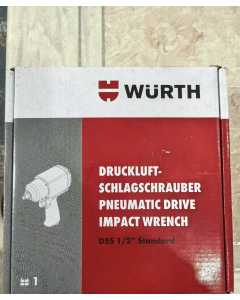 WÜRTH
DRUCKLUFT-
SCHLAGSCHRAUBER
PNEUMATIC DRIVE
IMPACT WRENCH
DSS 1/2" Standard
1